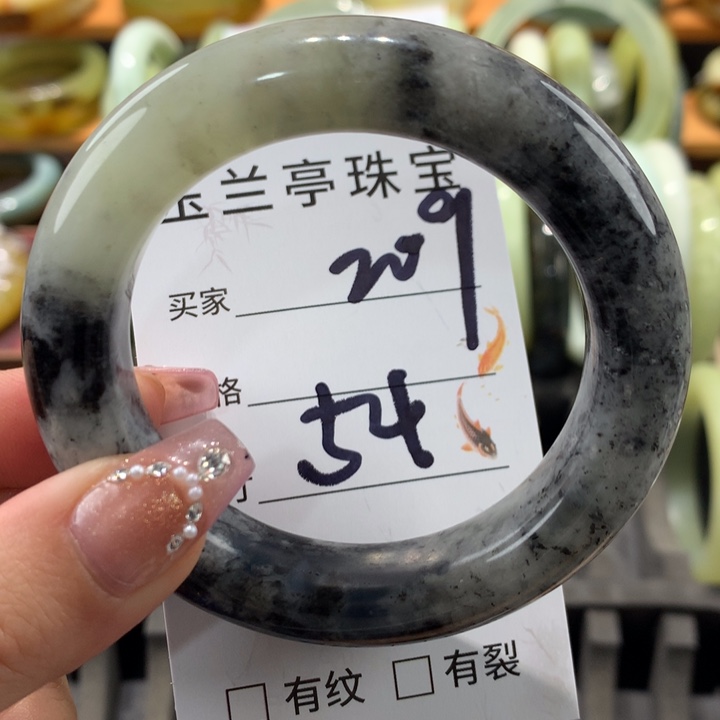 玉兰亭珠宝
买家 209
格
54
□ 有纹 □ 有裂